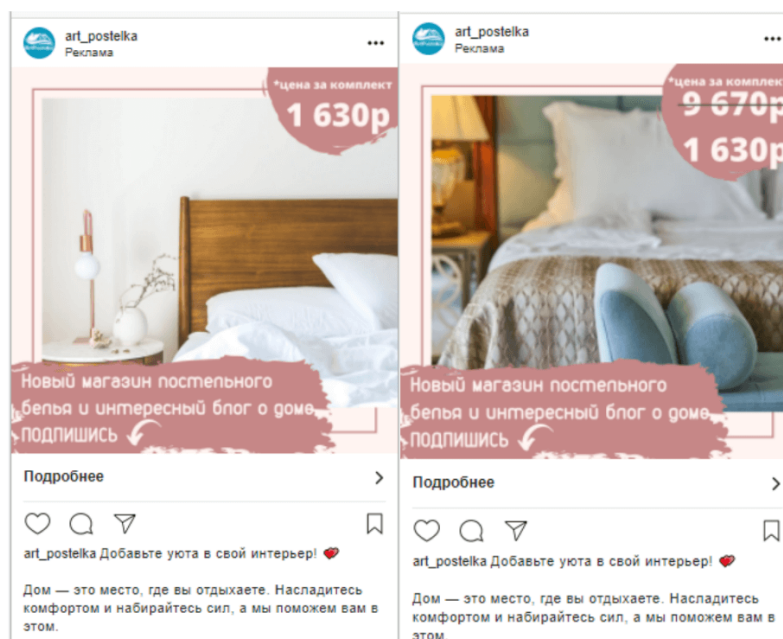 art_postelka
Реклама
*цена за комплект
1 630р
Новый магазин постельного
белья и интересный блог о доме
ПОДПИШИСЬ
Подробнее
art_postelka Добавьте уюта в свой интерьер!
Дом — это место, где вы отдыхаете. Насладитесь
комфортом и набирайтесь сил, а мы поможем вам в
этом.
art_postelka
Реклама
*цена за комплект
9 670р
1 630р
Новый магазин постельного
белья и интересный блог о доме
ПОДПИШИСЬ
Подробнее
art_postelka Добавьте уюта в свой интерьер!
Дом — это место, где вы отдыхаете. Насладитесь
комфортом и набирайтесь сил, а мы поможем вам в
этом.